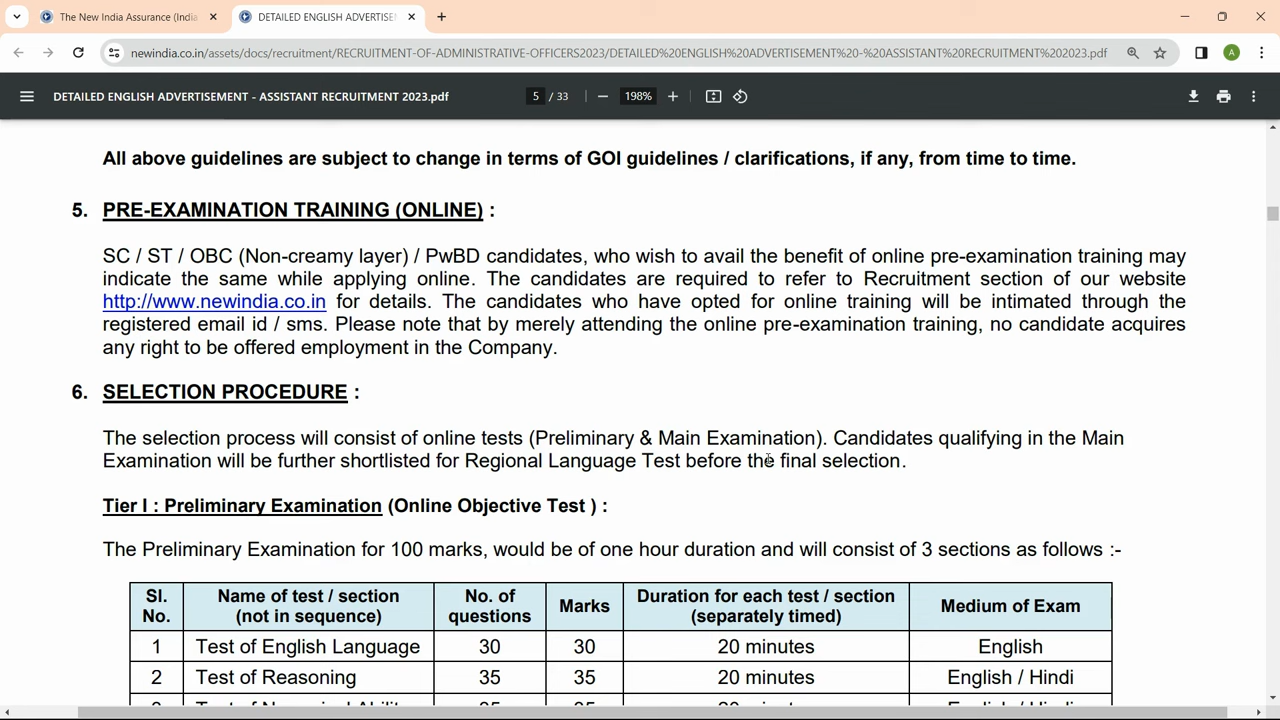 The New India Assurance (India
DETAILED ENGLISH ADVERTISEM
newindia.co.in/assets/docs/recruitment/RECRUITMENT-OF-ADMINISTRATIVE-OFFICERS2023/DETAILED%20ENGLISH%20ADVERTISEMENT%20-%20ASSISTANT%20RECRUITMENT%202023.pdf
A
DETAILED ENGLISH ADVERTISEMENT - ASSISTANT RECRUITMENT 2023.pdf
5 / 33
198%
All above guidelines are subject to change in terms of GOI guidelines / clarifications, if any, from time to time.
5. PRE-EXAMINATION TRAINING (ONLINE) :
SC / ST / OBC (Non-creamy layer) / PwBD candidates, who wish to avail the benefit of online pre-examination training may
indicate the same while applying online. The candidates are required to refer to Recruitment section of our website
http://www.newindia.co.in for details. The candidates who have opted for online training will be intimated through the
registered email id / sms. Please note that by merely attending the online pre-examination training, no candidate acquires
any right to be offered employment in the Company.
6. SELECTION PROCEDURE :
The selection process will consist of online tests (Preliminary & Main Examination). Candidates qualifying in the Main
Examination will be further shortlisted for Regional Language Test before the final selection.
Tier I : Preliminary Examination (Online Objective Test ) :
The Preliminary Examination for 100 marks, would be of one hour duration and will consist of 3 sections as follows :-
Sl. No. Name of test / section (not in sequence) No. of questions Marks Duration for each test / section (separately timed) Medium of Exam
1 Test of English Language 30 30 20 minutes English
2 Test of Reasoning 35 35 20 minutes English / Hindi